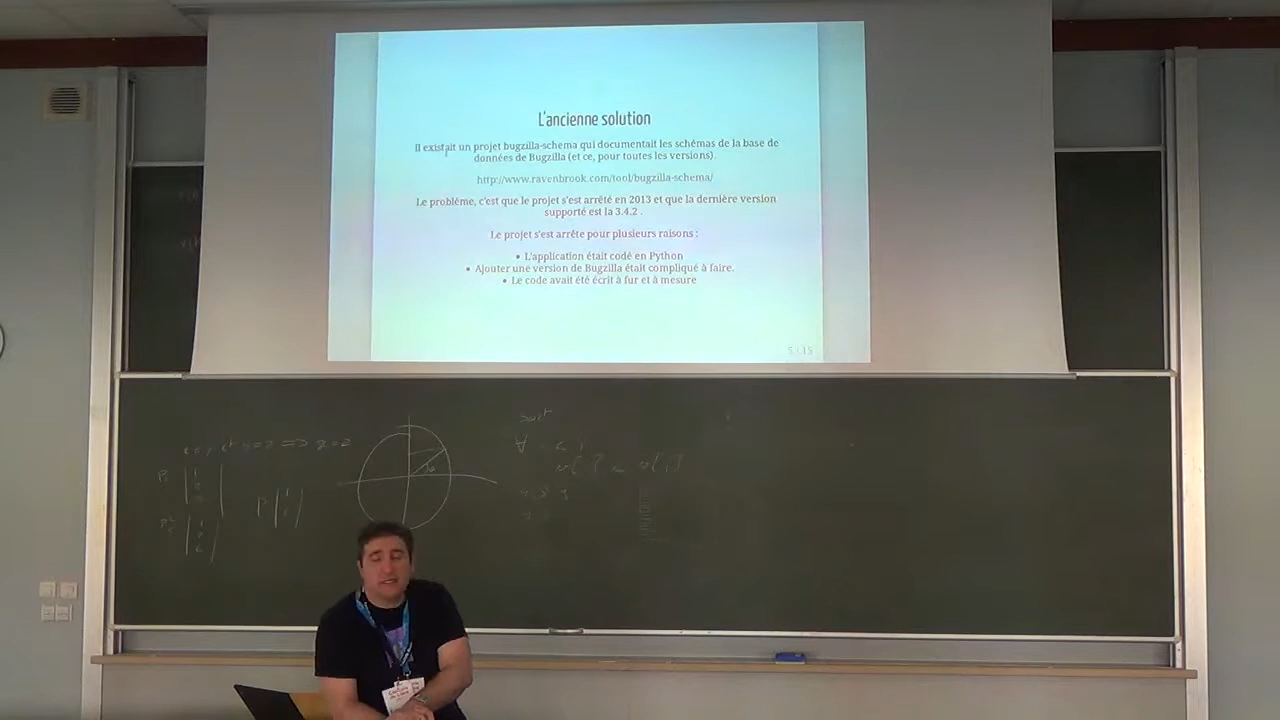 L'ancienne solution
Il existait un projet bugzilla-schema qui documentait les schémas de la base de
données de Bugzilla (et ce, pour toutes les versions).
http://www.ravenbrook.com/tool/bugzilla-schema/
Le problème, c'est que le projet s'est arrêté en 2013 et que la dernière version
supporté est la 3.4.2 .
Le projet s'est arrête pour plusieurs raisons :
• L'application était codé en Python
• Ajouter une version de Bugzilla était compliqué à faire.
• Le code avait été écrit à fur et à mesure
5 / 15